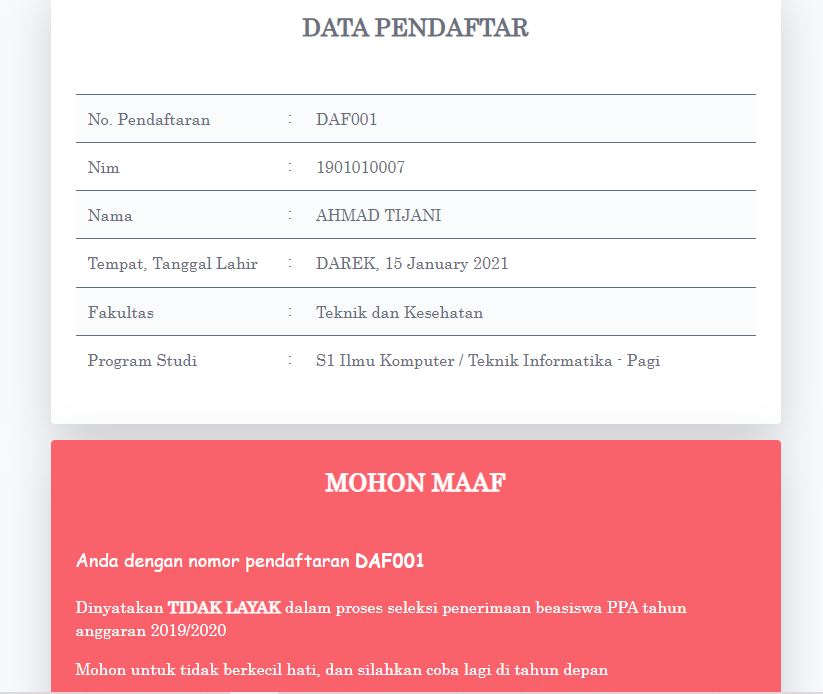 DATA PENDAFTAR
No. Pendaftaran : DAF001
Nim : 1901010007
Nama : AHMAD TIJANI
Tempat, Tanggal Lahir : DAREK, 15 January 2021
Fakultas : Teknik dan Kesehatan
Program Studi : S1 Ilmu Komputer / Teknik Informatika - Pagi
MOHON MAAF
Anda dengan nomor pendaftaran DAF001
Dinyatakan TIDAK LAYAK dalam proses seleksi penerimaan beasiswa PPA tahun
anggaran 2019/2020
Mohon untuk tidak berkecil hati, dan silahkan coba lagi di tahun depan